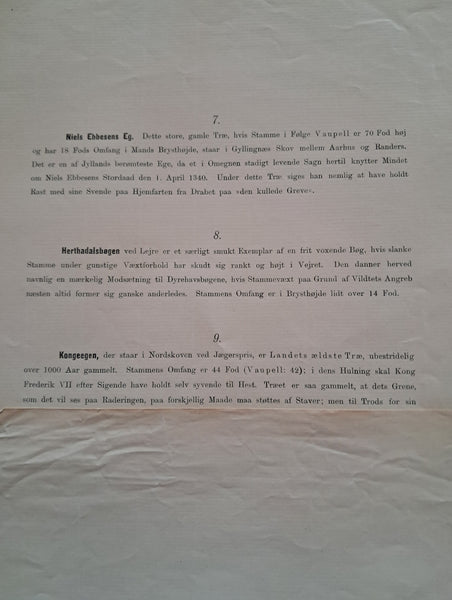 7.
Niels Ebbesens Eg. Dette store, gamle Træ, hvis Stamme i Følge Vaupell er 70 Fod høj
og har 18 Fods Omfang i Mands Brysthøjde, staar i Gyllingnæs Skov mellem Aarhus og Randers.
Det er en af Jyllands berømteste Ege, da et i Omegnen stadigt levende Sagn hertil knytter Mindet
om Niels Ebbesens Stordaad den 1. April 1340. Under dette Træ siges han nemlig at have holdt
Rast med sine Svende paa Hjemfarten fra Drabet paa »den kullede Greve«.
8.
Herthadalsbøgen ved Lejre er et særligt smukt Exemplar af en frit voxende Bøg, hvis slanke
Stamme under gunstige Væxtforhold har skudt sig rankt og højt i Vejret. Den danner herved
navnlig en mærkelig Modsætning til Dyrehavsbøgene, hvis Stammevæxt paa Grund af Vildtets Angreb
næsten altid former sig ganske anderledes. Stammens Omfang er i Brysthøjde lidt over 14 Fod.
9.
Kongeegen, der staar i Nordskoven ved Jægerspris, er Landets ældste Træ, ubestridelig
over 1000 Aar gammelt. Stammens Omfang er 44 Fod (Vaupell: 42); i dens Hulning skal Kong
Frederik VII efter Sigende have holdt selv syvende til Hest. Træet er saa gammelt, at dets Grene,
som det vil ses paa Raderingen, paa forskjellig Maade maa støttes af Staver; men til Trods for sin